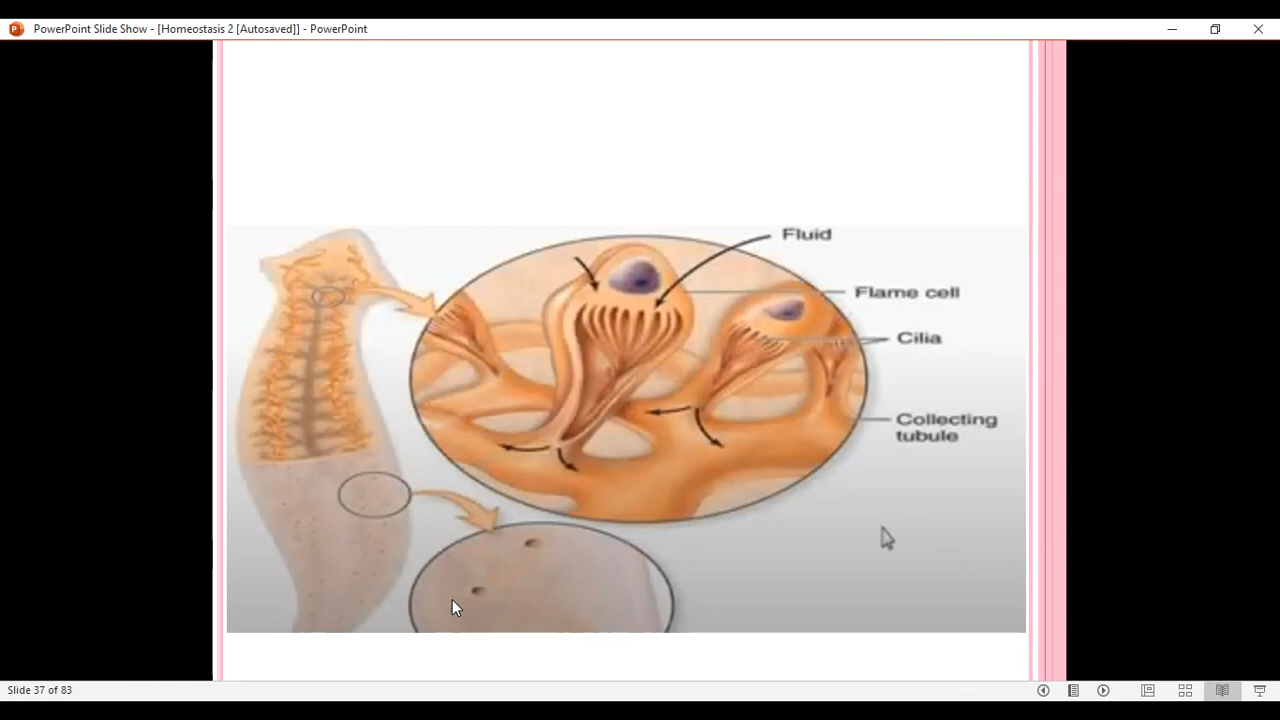 PowerPoint Slide Show - [Homeostasis 2 [Autosaved]] - PowerPoint
Fluid
Flame cell
Cilia
Collecting
tubule
Slide 37 of 83